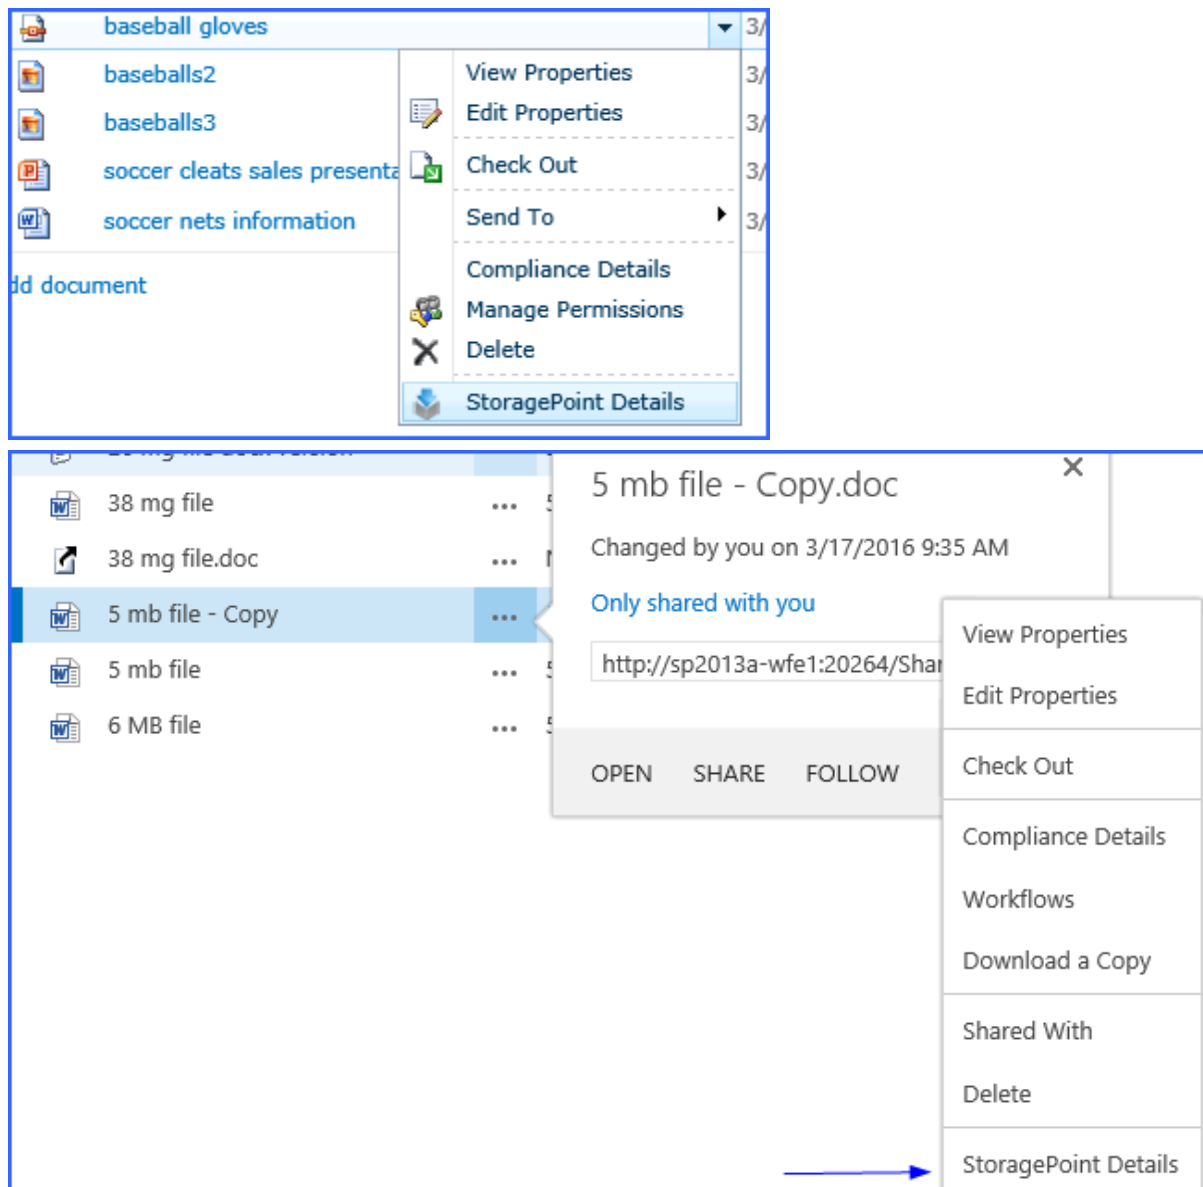 baseball gloves
3/
baseballs2
3/
baseballs3
3/
soccer cleats sales presenta
3/
soccer nets information
3/
dd document
View Properties
Edit Properties
Check Out
Send To
Compliance Details
Manage Permissions
Delete
StoragePoint Details
38 mg file
...
38 mg file.doc
...
5 mb file - Copy
...
5 mb file
...
6 MB file
...
5 mb file - Copy.doc
Changed by you on 3/17/2016 9:35 AM
Only shared with you
http://sp2013a-wfe1:20264/Shar
OPEN SHARE FOLLOW
View Properties
Edit Properties
Check Out
Compliance Details
Workflows
Download a Copy
Shared With
Delete
StoragePoint Details